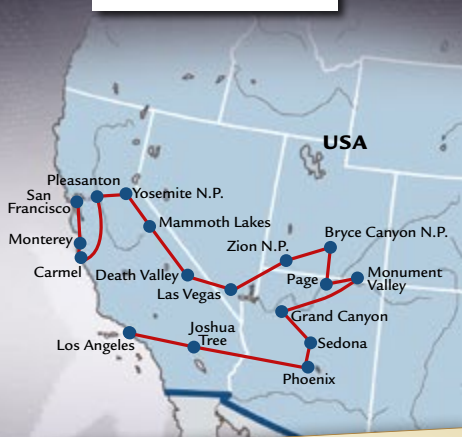 USA
Pleasanton
San
Francisco
Yosemite N.P.
Mammoth Lakes
Monterey
Carmel
Death Valley
Las Vegas
Zion N.P.
Bryce Canyon N.P.
Page
Monument
Valley
Grand Canyon
Sedona
Phoenix
Joshua
Tree
Los Angeles